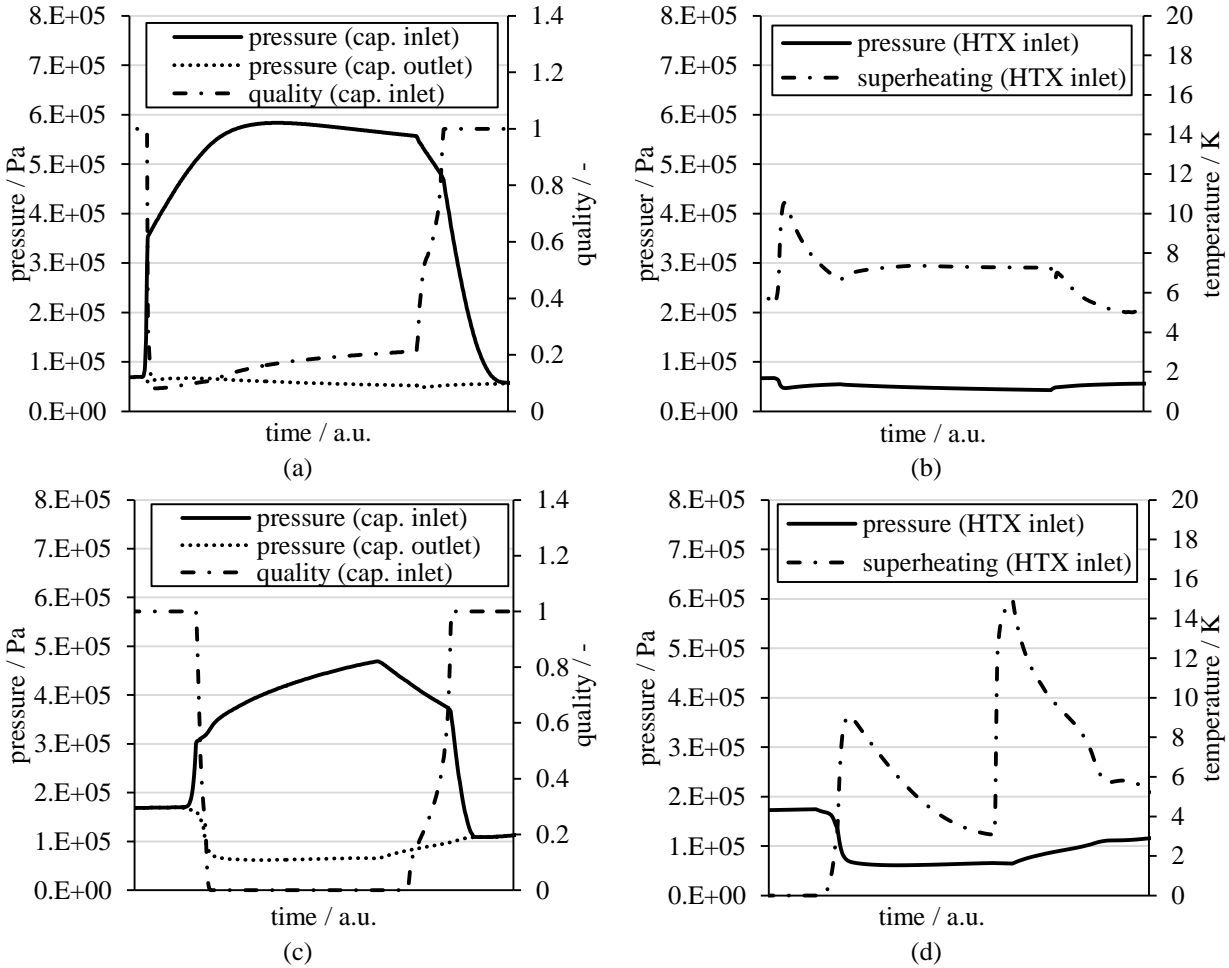 8.E+05
7.E+05
6.E+05
5.E+05
4.E+05
3.E+05
2.E+05
1.E+05
0.E+00
pressure / Pa
pressure (cap. inlet)
pressure (cap. outlet)
quality (cap. inlet)
1.4
1.2
1
0.8
0.6
0.4
0.2
0
quality / -
time / a.u.
(a)
8.E+05
7.E+05
6.E+05
5.E+05
4.E+05
3.E+05
2.E+05
1.E+05
0.E+00
pressuer / Pa
pressure (HTX inlet)
superheating (HTX inlet)
20
18
16
14
12
10
8
6
4
2
0
temperature / K
time / a.u.
(b)
8.E+05
7.E+05
6.E+05
5.E+05
4.E+05
3.E+05
2.E+05
1.E+05
0.E+00
pressure / Pa
pressure (cap. inlet)
pressure (cap. outlet)
quality (cap. inlet)
1.4
1.2
1
0.8
0.6
0.4
0.2
0
quality / -
time / a.u.
(c)
8.E+05
7.E+05
6.E+05
5.E+05
4.E+05
3.E+05
2.E+05
1.E+05
0.E+00
pressure / Pa
pressure (HTX inlet)
superheating (HTX inlet)
20
18
16
14
12
10
8
6
4
2
0
temperature / K
time / a.u.
(d)